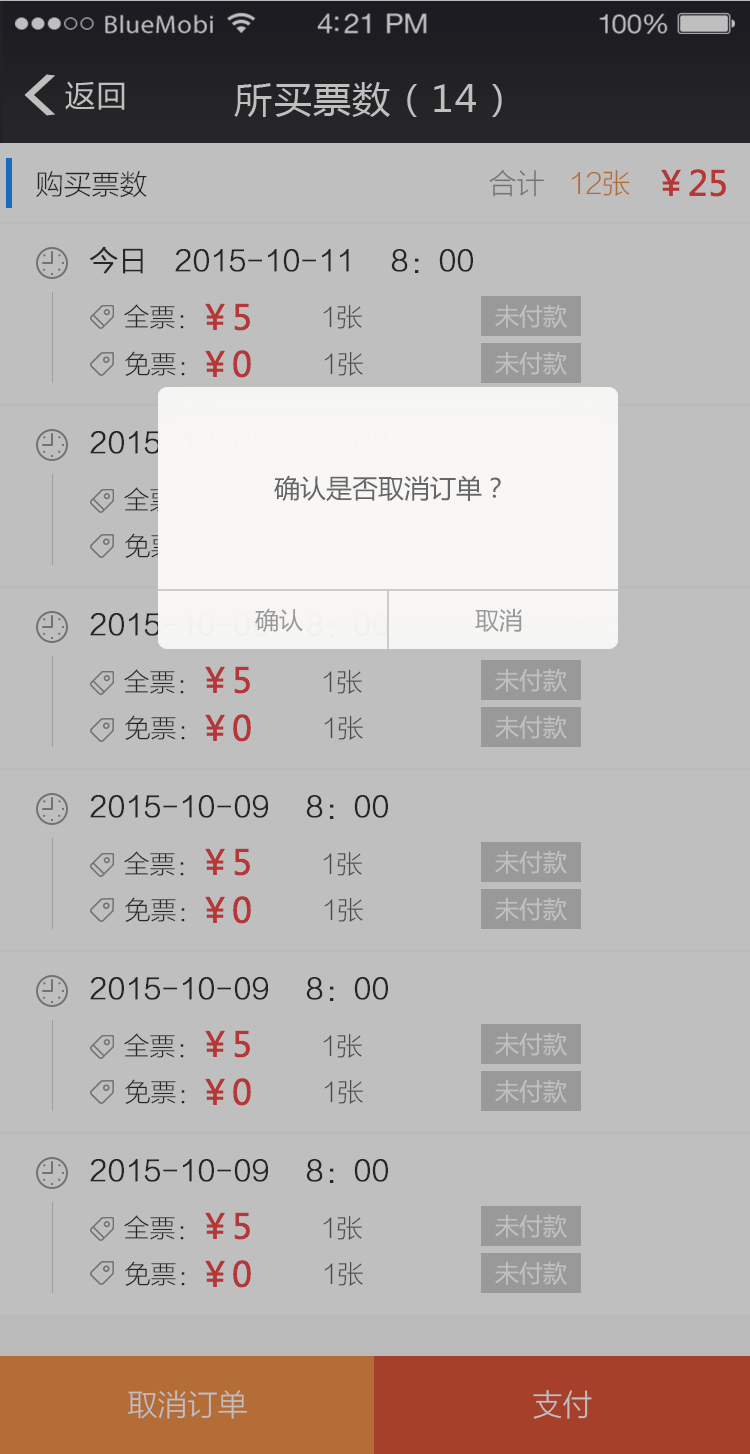 BlueMobi 4:21 PM 100%
返回 所买票数（14）
购买票数 合计 12张 ¥25
今日 2015-10-11 8：00
全票： ¥5 1张 未付款
免票： ¥0 1张 未付款
2015
全票
免
确认是否取消订单？
确认 取消
2015-10-0 8：00
全票： ¥5 1张 未付款
免票： ¥0 1张 未付款
2015-10-09 8：00
全票： ¥5 1张 未付款
免票： ¥0 1张 未付款
2015-10-09 8：00
全票： ¥5 1张 未付款
免票： ¥0 1张 未付款
2015-10-09 8：00
全票： ¥5 1张 未付款
免票： ¥0 1张 未付款
取消订单 支付